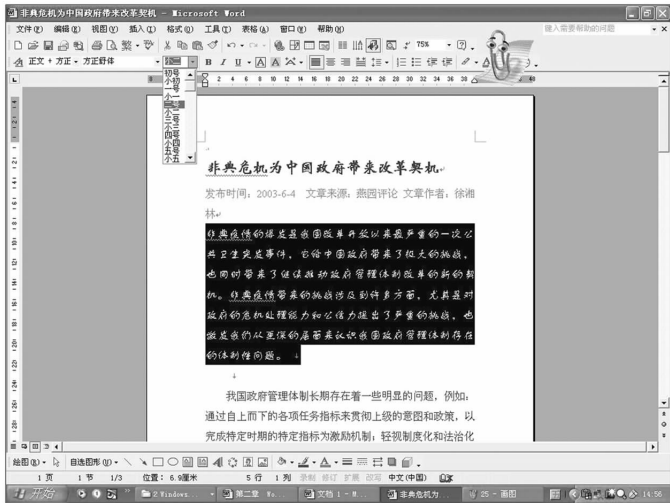 非典危机为中国政府带来改革契机 - Microsoft Word
文件(F) 编辑(E) 视图(V) 插入(I) 格式(O) 工具(T) 表格(A) 窗口(W) 帮助(H) 键入需要帮助的问题
75%
正文 + 方正 方正舒体 小三 B I U A A
初号
小初
一号
小一
二号
小二
三号
小三
四号
小四
五号
小五
非典危机为中国政府带来改革契机
发布时间：2003-6-4 文章来源：燕园评论 文章作者：徐湘
林
非典疫情的爆发是我国改革开放以来最严重的一次公
共卫生突发事件，它给中国政府带来了极大的挑战，
也同时带来了继续推动政府管理体制改革的新的契
机。非典疫情带来的挑战涉及到许多方面，尤其是对
政府的危机处理能力和公信力提出了严重的挑战，也
激发我们从更深的层面来认识我国政府管理体制存在
的体制性问题。
我国政府管理体制长期存在着一些明显的问题，例如：
通过自上而下的各项任务指标来贯彻上级的意图和政策，以
完成特定时期的特定指标为激励机制；轻视制度化和法治化
绘图(R) 自选图形(U)
1 页 1 节 1/3 位置: 6.9厘米 5 行 1 列 录制 修订 扩展 改写 中文(中国)
开始 2 Windows. 第二章 Wo.. 文档 1 - M... 非典危机为... 25 - 画图 14:56